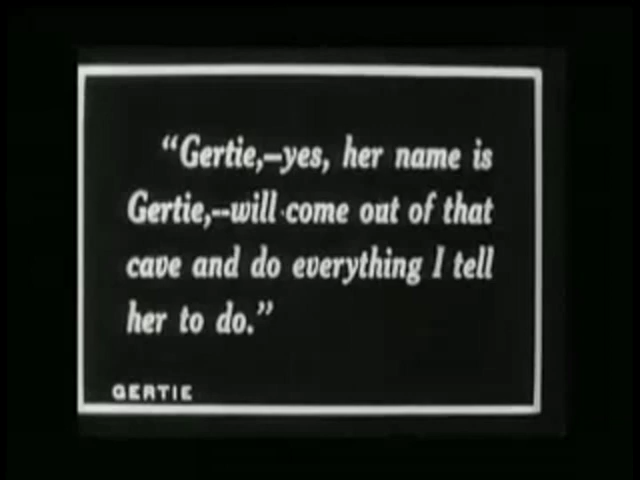 “Gertie,–yes, her name is
Gertie,--will come out of that
cave and do everything I tell
her to do.”
GERTIE